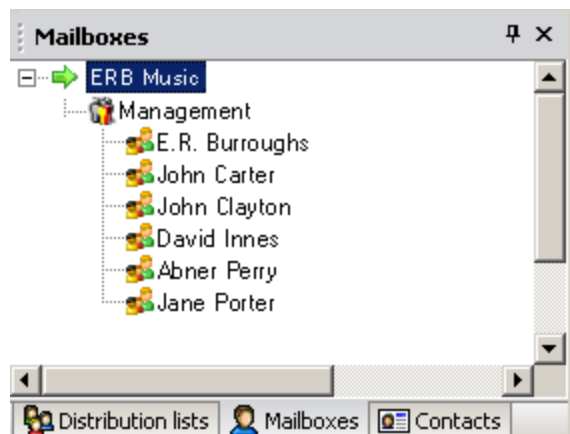 Mailboxes
ERB Music
Management
E.R. Burroughs
John Carter
John Clayton
David Innes
Abner Perry
Jane Porter
Distribution lists Mailboxes Contacts